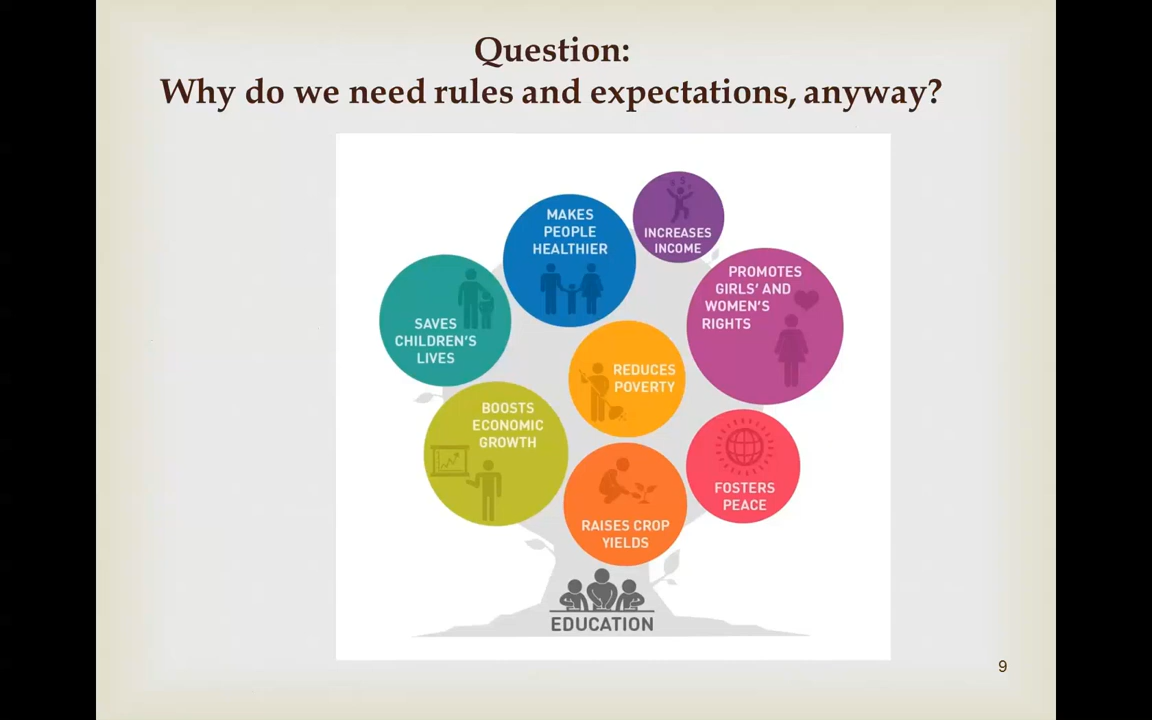 Question:
Why do we need rules and expectations, anyway?
MAKES
PEOPLE
HEALTHIER
INCREASES
INCOME
PROMOTES
GIRLS' AND
WOMEN'S
RIGHTS
SAVES
CHILDREN'S
LIVES
REDUCES
POVERTY
BOOSTS
ECONOMIC
GROWTH
FOSTERS
PEACE
RAISES CROP
YIELDS
EDUCATION
9